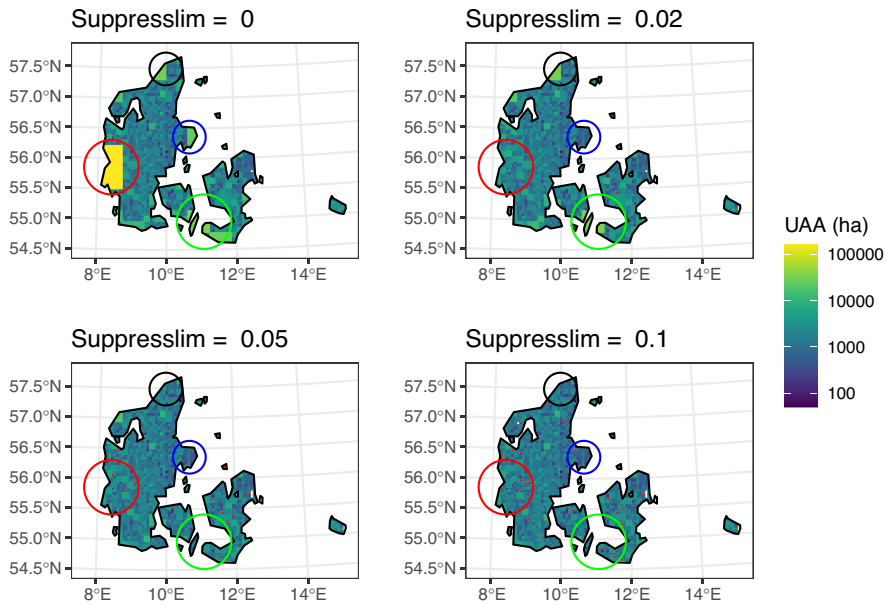 Suppresslim =  0
Suppresslim =  0.02
57.5°N
57.0°N
56.5°N
56.0°N
55.5°N
55.0°N
54.5°N
8°E 10°E 12°E 14°E
57.5°N
57.0°N
56.5°N
56.0°N
55.5°N
55.0°N
54.5°N
8°E 10°E 12°E 14°E
UAA (ha)
100000
10000
1000
100
Suppresslim =  0.05
Suppresslim =  0.1
57.5°N
57.0°N
56.5°N
56.0°N
55.5°N
55.0°N
54.5°N
8°E 10°E 12°E 14°E
57.5°N
57.0°N
56.5°N
56.0°N
55.5°N
55.0°N
54.5°N
8°E 10°E 12°E 14°E